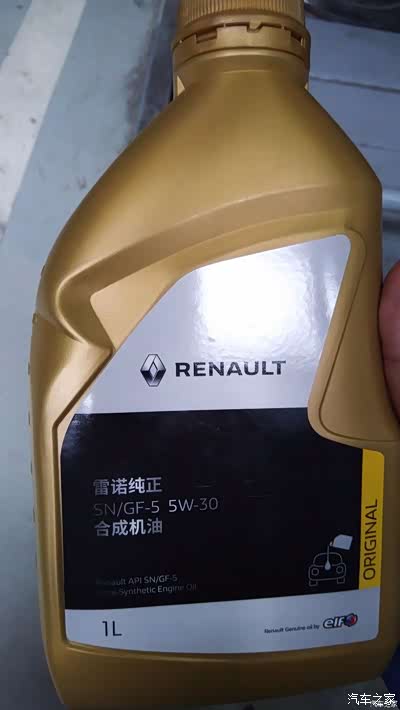 RENAULT
雷诺纯正
SN/GF-5 5W-30
合成机油
Renault API SN/GF-5
Semi-Synthetic Engine Oil
ORIGINAL
1L
Renault Genuine oil by elf
汽车之家